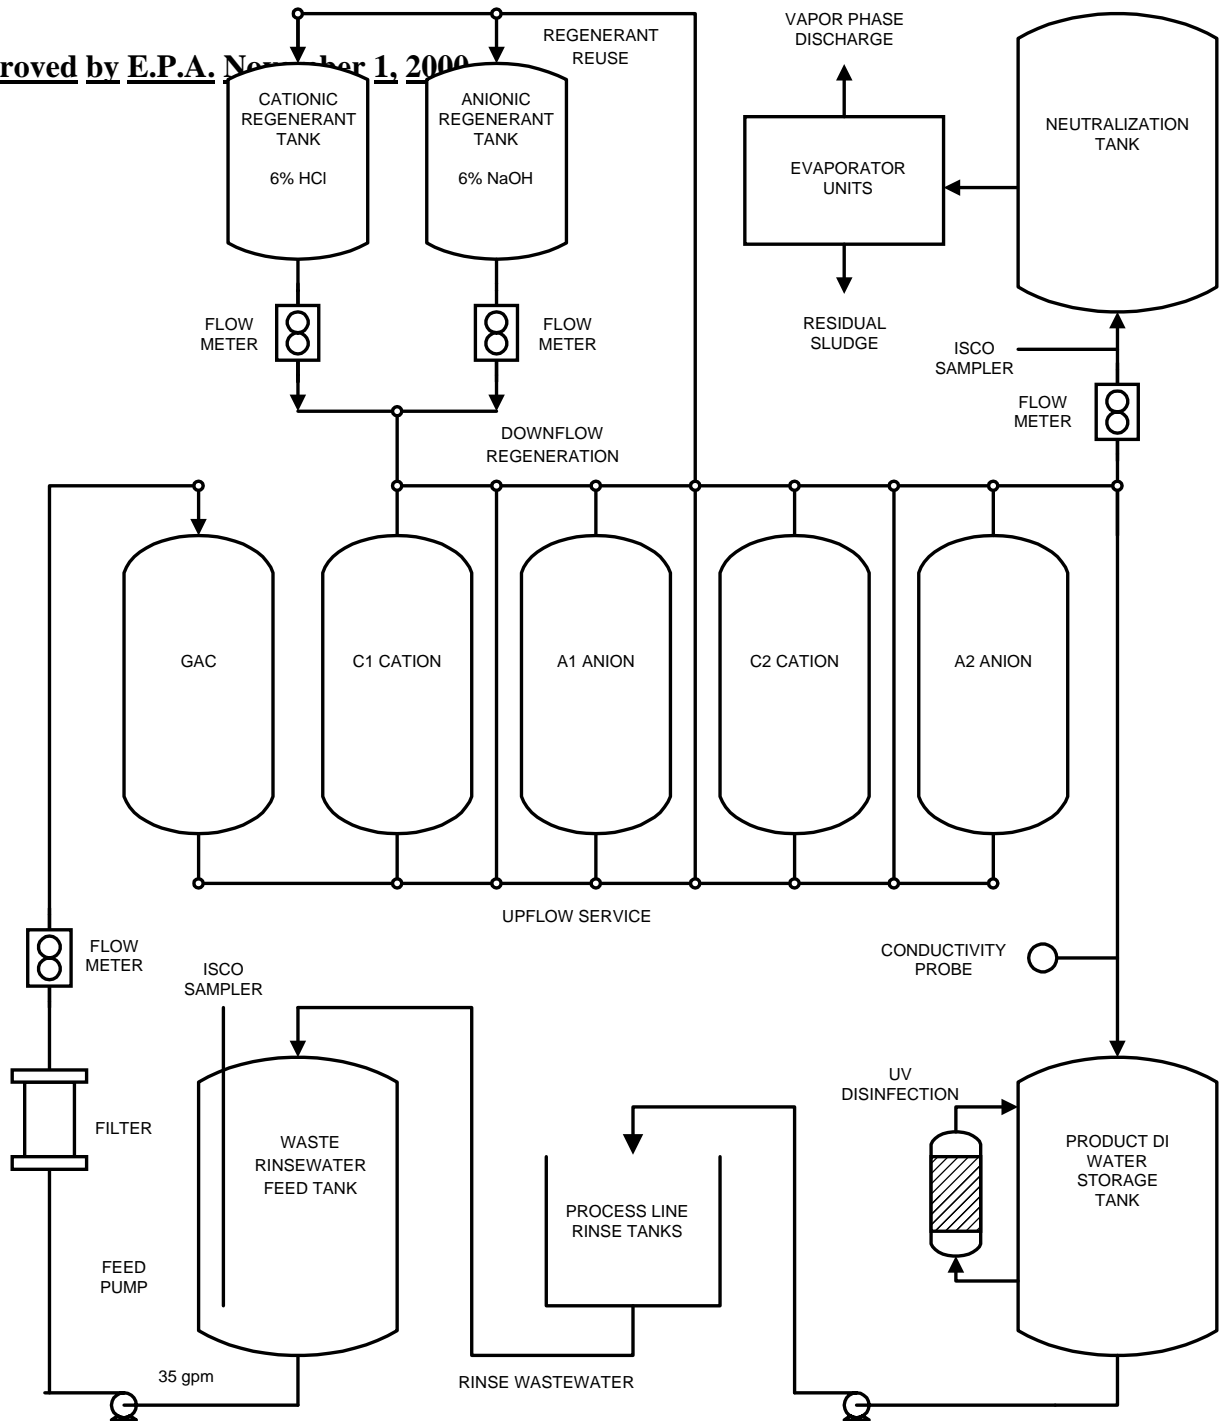 VAPOR PHASE
DISCHARGE
REGENERANT
REUSE
roved by E.P.A. November 1, 2000
CATIONIC
REGENERANT
TANK
6% HCl
ANIONIC
REGENERANT
TANK
6% NaOH
EVAPORATOR
UNITS
NEUTRALIZATION
TANK
FLOW
METER
FLOW
METER
RESIDUAL
SLUDGE
ISCO
SAMPLER
FLOW
METER
DOWNFLOW
REGENERATION
GAC
C1 CATION
A1 ANION
C2 CATION
A2 ANION
UPFLOW SERVICE
FLOW
METER
ISCO
SAMPLER
CONDUCTIVITY
PROBE
UV
DISINFECTION
FILTER
WASTE
RINSEWATER
FEED TANK
PROCESS LINE
RINSE TANKS
PRODUCT DI
WATER
STORAGE
TANK
FEED
PUMP
35 gpm
RINSE WASTEWATER